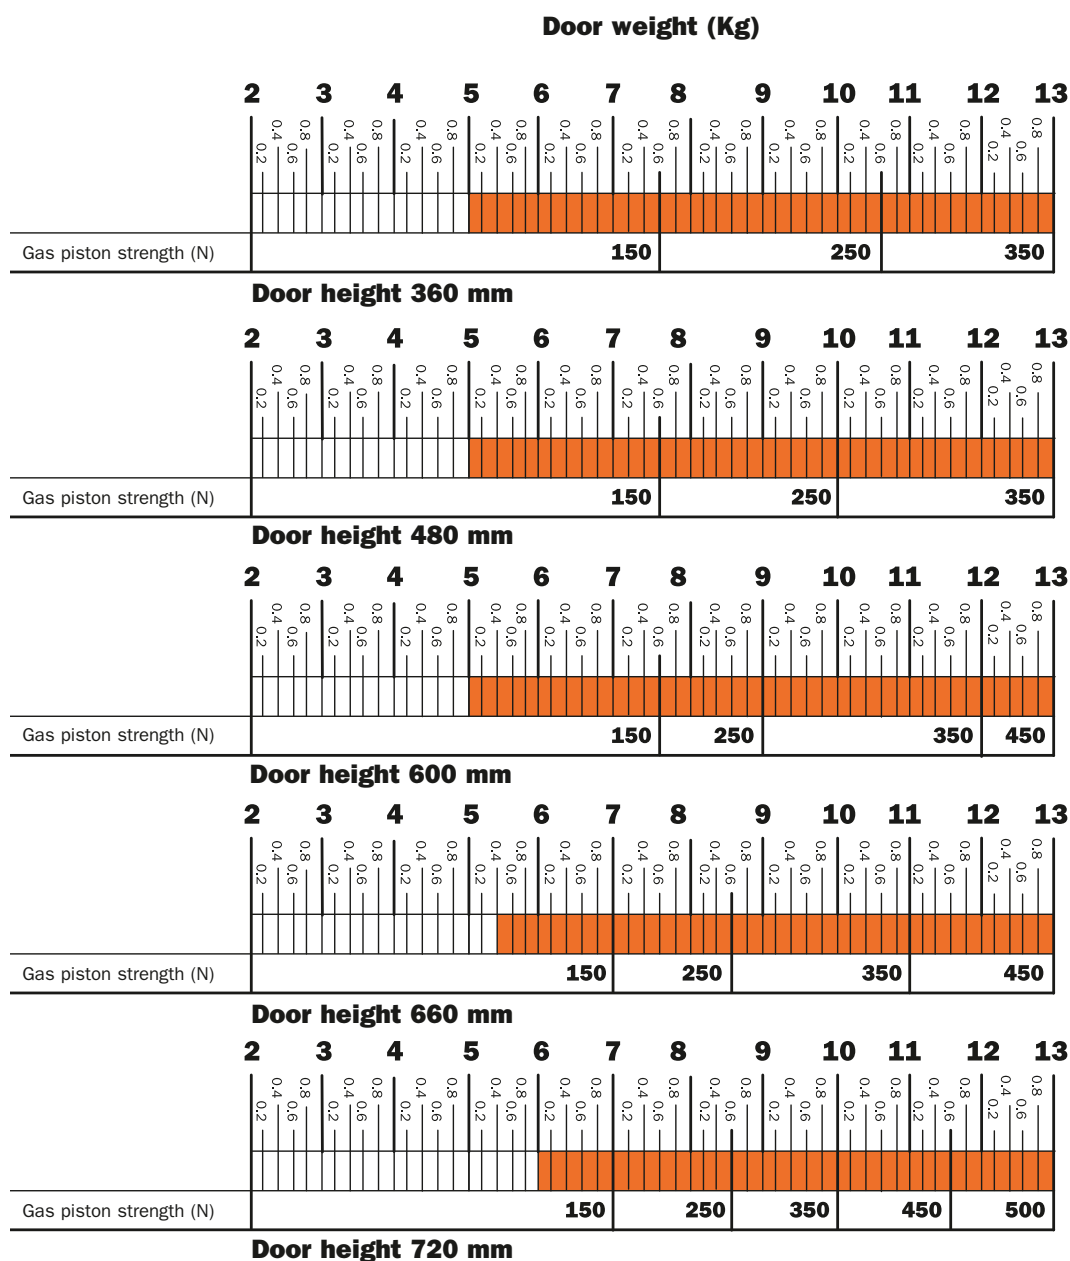 Door weight (Kg)
2 3 4 5 6 7 8 9 10 11 12 13
0.4 0.8 0.4 0.8 0.4 0.8 0.4 0.8 0.4 0.8 0.4 0.8 0.4 0.8 0.4 0.8 0.4 0.8 0.4 0.8 0.4 0.8
0.2 0.6 0.2 0.6 0.2 0.6 0.2 0.6 0.2 0.6 0.2 0.6 0.2 0.6 0.2 0.6 0.2 0.6 0.2 0.6 0.2 0.6
Gas piston strength (N) 150 250 350
Door height 360 mm
2 3 4 5 6 7 8 9 10 11 12 13
0.4 0.8 0.4 0.8 0.4 0.8 0.4 0.8 0.4 0.8 0.4 0.8 0.4 0.8 0.4 0.8 0.4 0.8 0.4 0.8 0.4 0.8
0.2 0.6 0.2 0.6 0.2 0.6 0.2 0.6 0.2 0.6 0.2 0.6 0.2 0.6 0.2 0.6 0.2 0.6 0.2 0.6 0.2 0.6
Gas piston strength (N) 150 250 350
Door height 480 mm
2 3 4 5 6 7 8 9 10 11 12 13
0.4 0.8 0.4 0.8 0.4 0.8 0.4 0.8 0.4 0.8 0.4 0.8 0.4 0.8 0.4 0.8 0.4 0.8 0.4 0.8 0.4 0.8
0.2 0.6 0.2 0.6 0.2 0.6 0.2 0.6 0.2 0.6 0.2 0.6 0.2 0.6 0.2 0.6 0.2 0.6 0.2 0.6 0.2 0.6
Gas piston strength (N) 150 250 350 450
Door height 600 mm
2 3 4 5 6 7 8 9 10 11 12 13
0.4 0.8 0.4 0.8 0.4 0.8 0.4 0.8 0.4 0.8 0.4 0.8 0.4 0.8 0.4 0.8 0.4 0.8 0.4 0.8 0.4 0.8
0.2 0.6 0.2 0.6 0.2 0.6 0.2 0.6 0.2 0.6 0.2 0.6 0.2 0.6 0.2 0.6 0.2 0.6 0.2 0.6 0.2 0.6
Gas piston strength (N) 150 250 350 450
Door height 660 mm
2 3 4 5 6 7 8 9 10 11 12 13
0.4 0.8 0.4 0.8 0.4 0.8 0.4 0.8 0.4 0.8 0.4 0.8 0.4 0.8 0.4 0.8 0.4 0.8 0.4 0.8 0.4 0.8
0.2 0.6 0.2 0.6 0.2 0.6 0.2 0.6 0.2 0.6 0.2 0.6 0.2 0.6 0.2 0.6 0.2 0.6 0.2 0.6 0.2 0.6
Gas piston strength (N) 150 250 350 450 500
Door height 720 mm